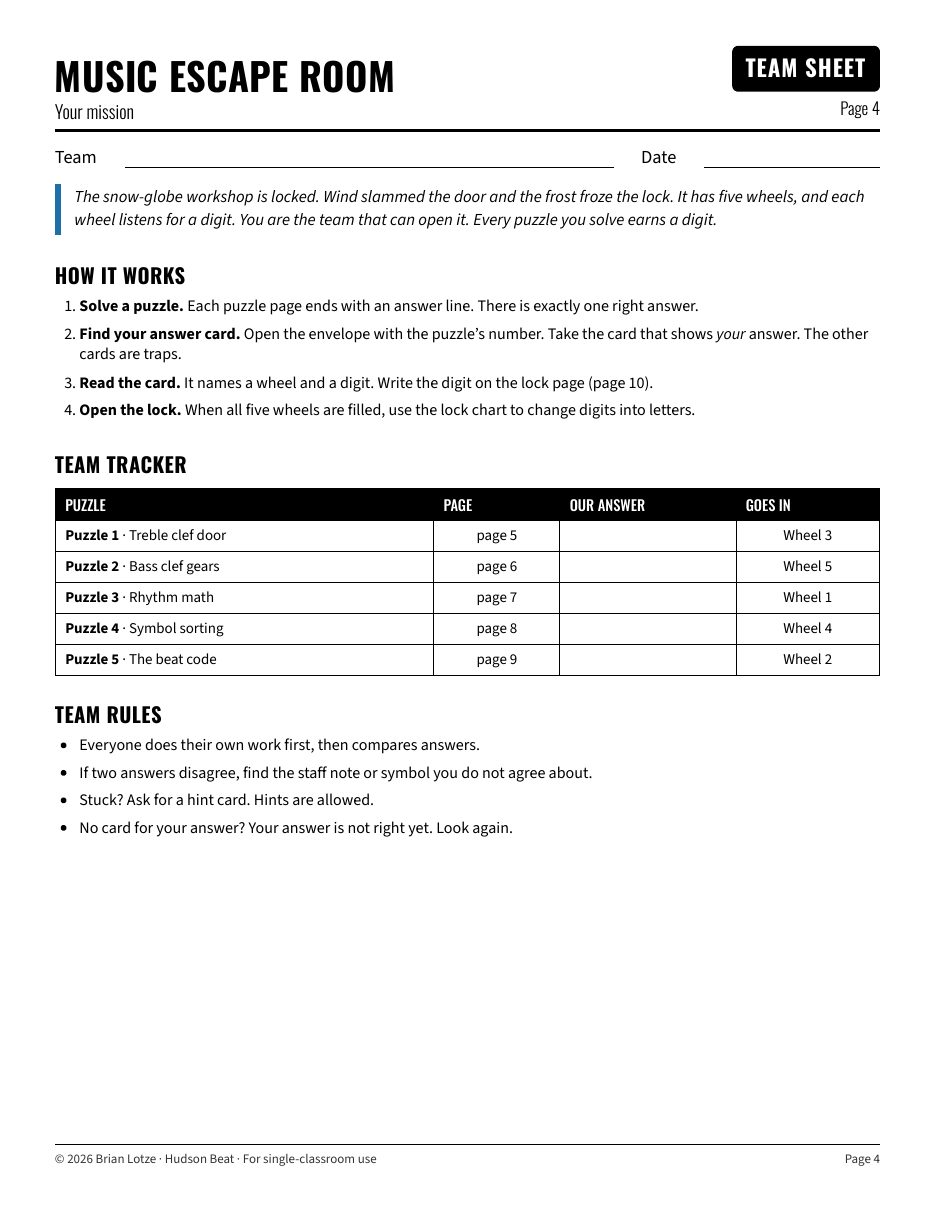 MUSIC ESCAPE ROOM
TEAM SHEET
Your mission
Page 4
Team
Date
The snow-globe workshop is locked. Wind slammed the door and the frost froze the lock. It has five wheels, and each
wheel listens for a digit. You are the team that can open it. Every puzzle you solve earns a digit.
HOW IT WORKS
1. Solve a puzzle. Each puzzle page ends with an answer line. There is exactly one right answer.
2. Find your answer card. Open the envelope with the puzzle’s number. Take the card that shows your answer. The other
cards are traps.
3. Read the card. It names a wheel and a digit. Write the digit on the lock page (page 10).
4. Open the lock. When all five wheels are filled, use the lock chart to change digits into letters.
TEAM TRACKER
PUZZLE PAGE OUR ANSWER GOES IN
Puzzle 1 · Treble clef door page 5 Wheel 3
Puzzle 2 · Bass clef gears page 6 Wheel 5
Puzzle 3 · Rhythm math page 7 Wheel 1
Puzzle 4 · Symbol sorting page 8 Wheel 4
Puzzle 5 · The beat code page 9 Wheel 2
TEAM RULES
• Everyone does their own work first, then compares answers.
• If two answers disagree, find the staff note or symbol you do not agree about.
• Stuck? Ask for a hint card. Hints are allowed.
• No card for your answer? Your answer is not right yet. Look again.
© 2026 Brian Lotze · Hudson Beat · For single-classroom use
Page 4